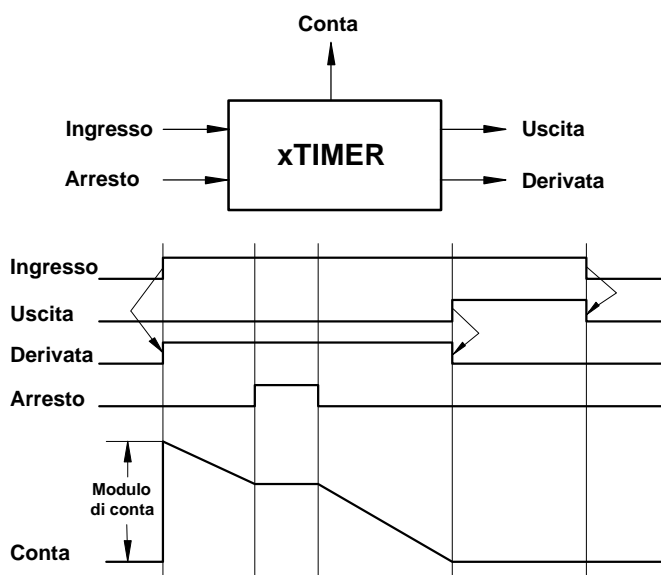 Conta
Ingresso
xTIMER
Uscita
Arresto
Derivata
Ingresso
Uscita
Derivata
Arresto
Modulo
di conta
Conta